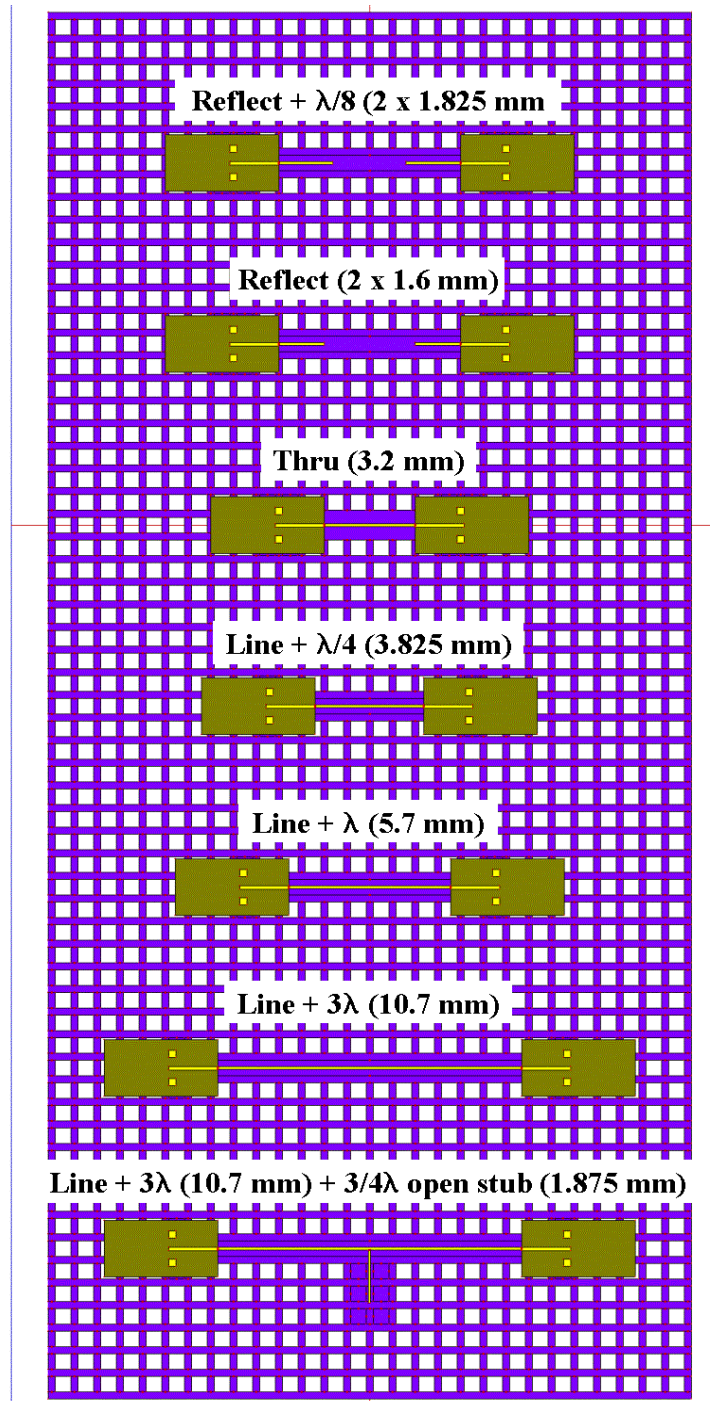 Reflect + λ/8 (2 x 1.825 mm
Reflect (2 x 1.6 mm)
Thru (3.2 mm)
Line + λ/4 (3.825 mm)
Line + λ (5.7 mm)
Line + 3λ (10.7 mm)
Line + 3λ (10.7 mm) + 3/4λ open stub (1.875 mm)